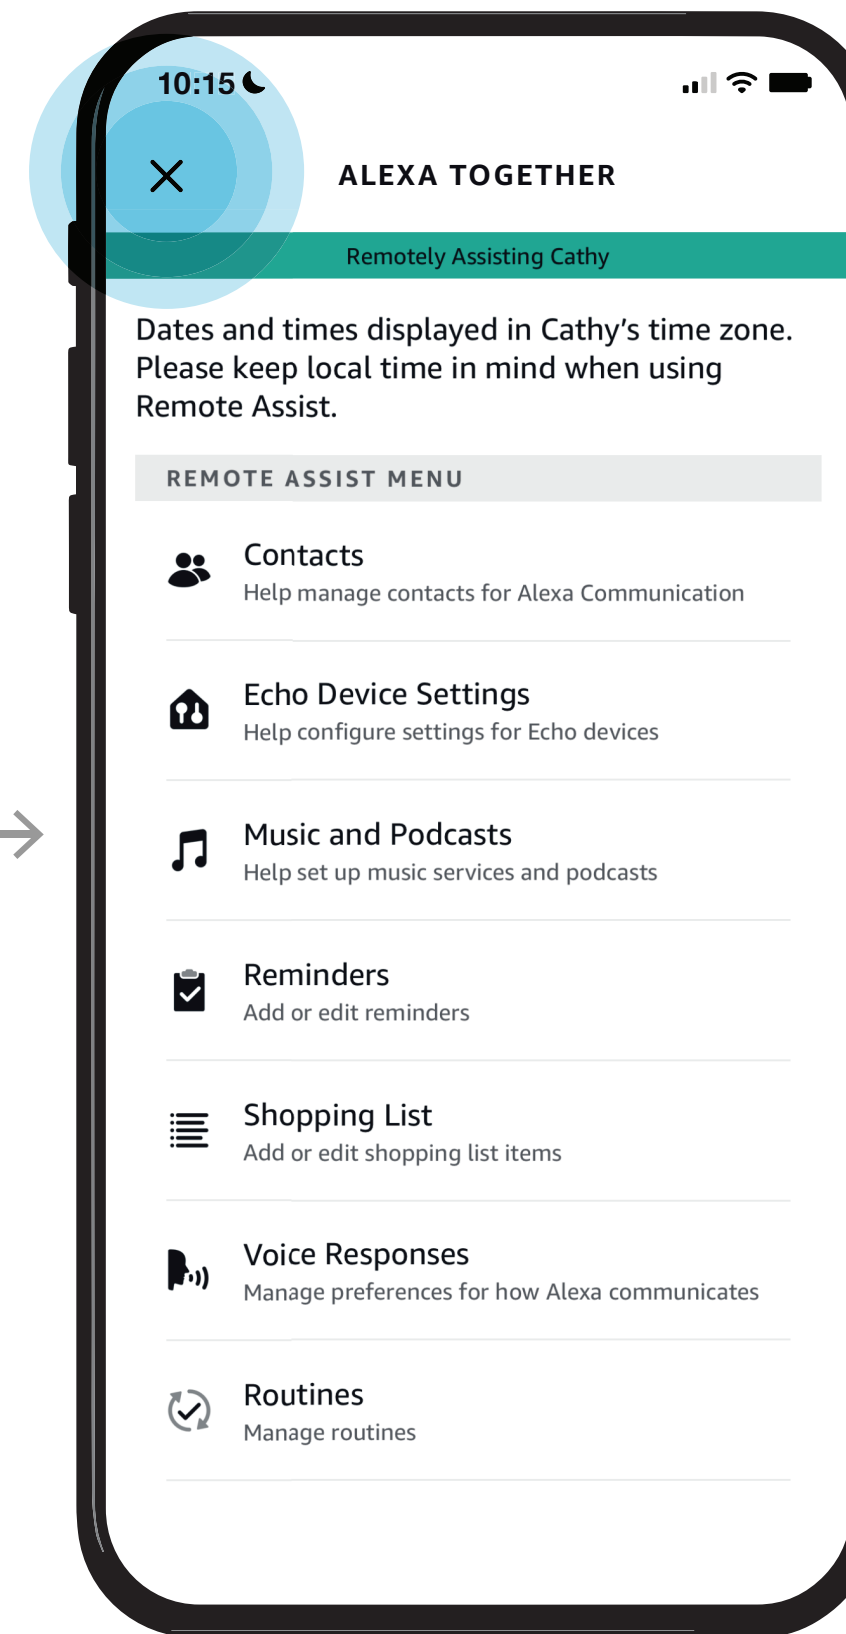 10:15
ALEXA TOGETHER
Remotely Assisting Cathy
Dates and times displayed in Cathy’s time zone.
Please keep local time in mind when using
Remote Assist.
REMOTE ASSIST MENU
Contacts
Help manage contacts for Alexa Communication
Echo Device Settings
Help configure settings for Echo devices
Music and Podcasts
Help set up music services and podcasts
Reminders
Add or edit reminders
Shopping List
Add or edit shopping list items
Voice Responses
Manage preferences for how Alexa communicates
Routines
Manage routines